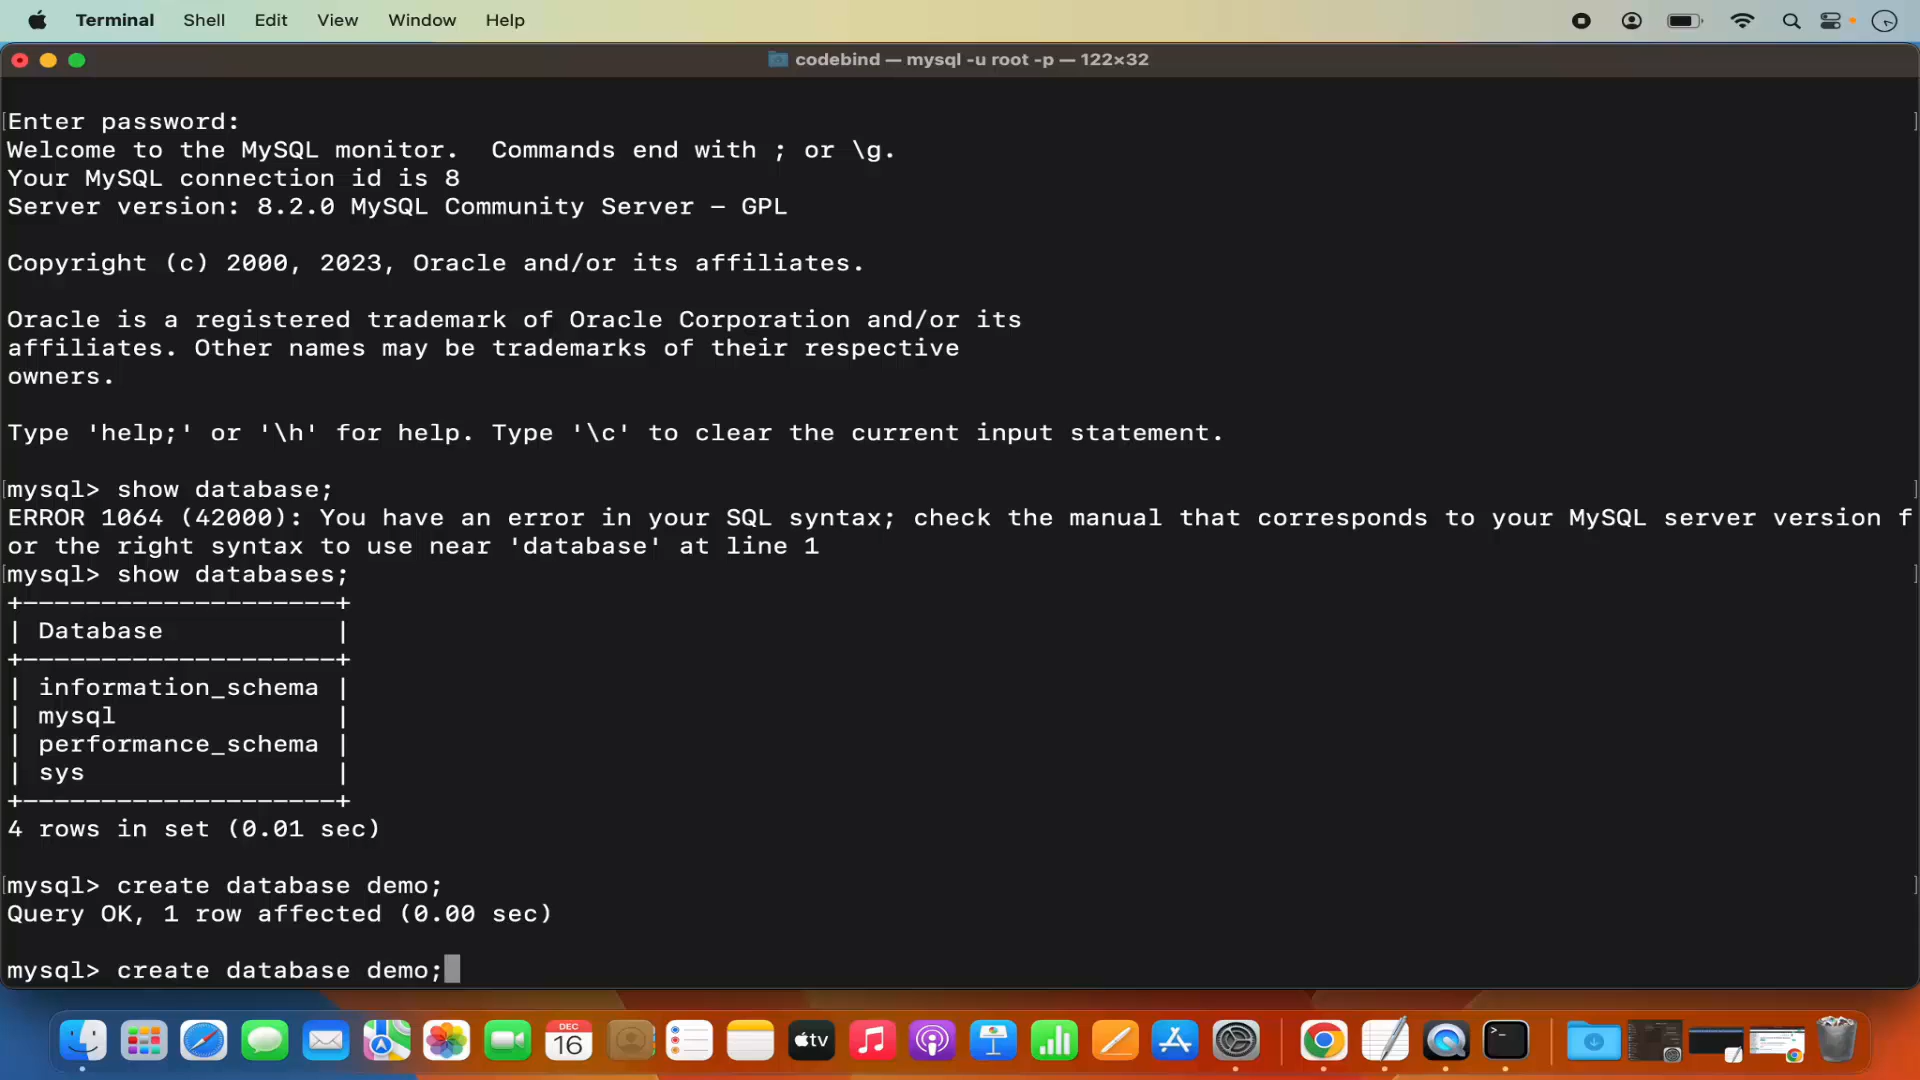 Terminal Shell Edit View Window Help
codebind — mysql -u root -p — 122×32
Enter password:
Welcome to the MySQL monitor.  Commands end with ; or \g.
Your MySQL connection id is 8
Server version: 8.2.0 MySQL Community Server - GPL
Copyright (c) 2000, 2023, Oracle and/or its affiliates.
Oracle is a registered trademark of Oracle Corporation and/or its
affiliates. Other names may be trademarks of their respective
owners.
Type 'help;' or '\h' for help. Type '\c' to clear the current input statement.
mysql> show database;
ERROR 1064 (42000): You have an error in your SQL syntax; check the manual that corresponds to your MySQL server version f
or the right syntax to use near 'database' at line 1
mysql> show databases;
+--------------------+
| Database           |
+--------------------+
| information_schema |
| mysql              |
| performance_schema |
| sys                |
+--------------------+
4 rows in set (0.01 sec)
mysql> create database demo;
Query OK, 1 row affected (0.00 sec)
mysql> create database demo;
DEC
16
tv
>_